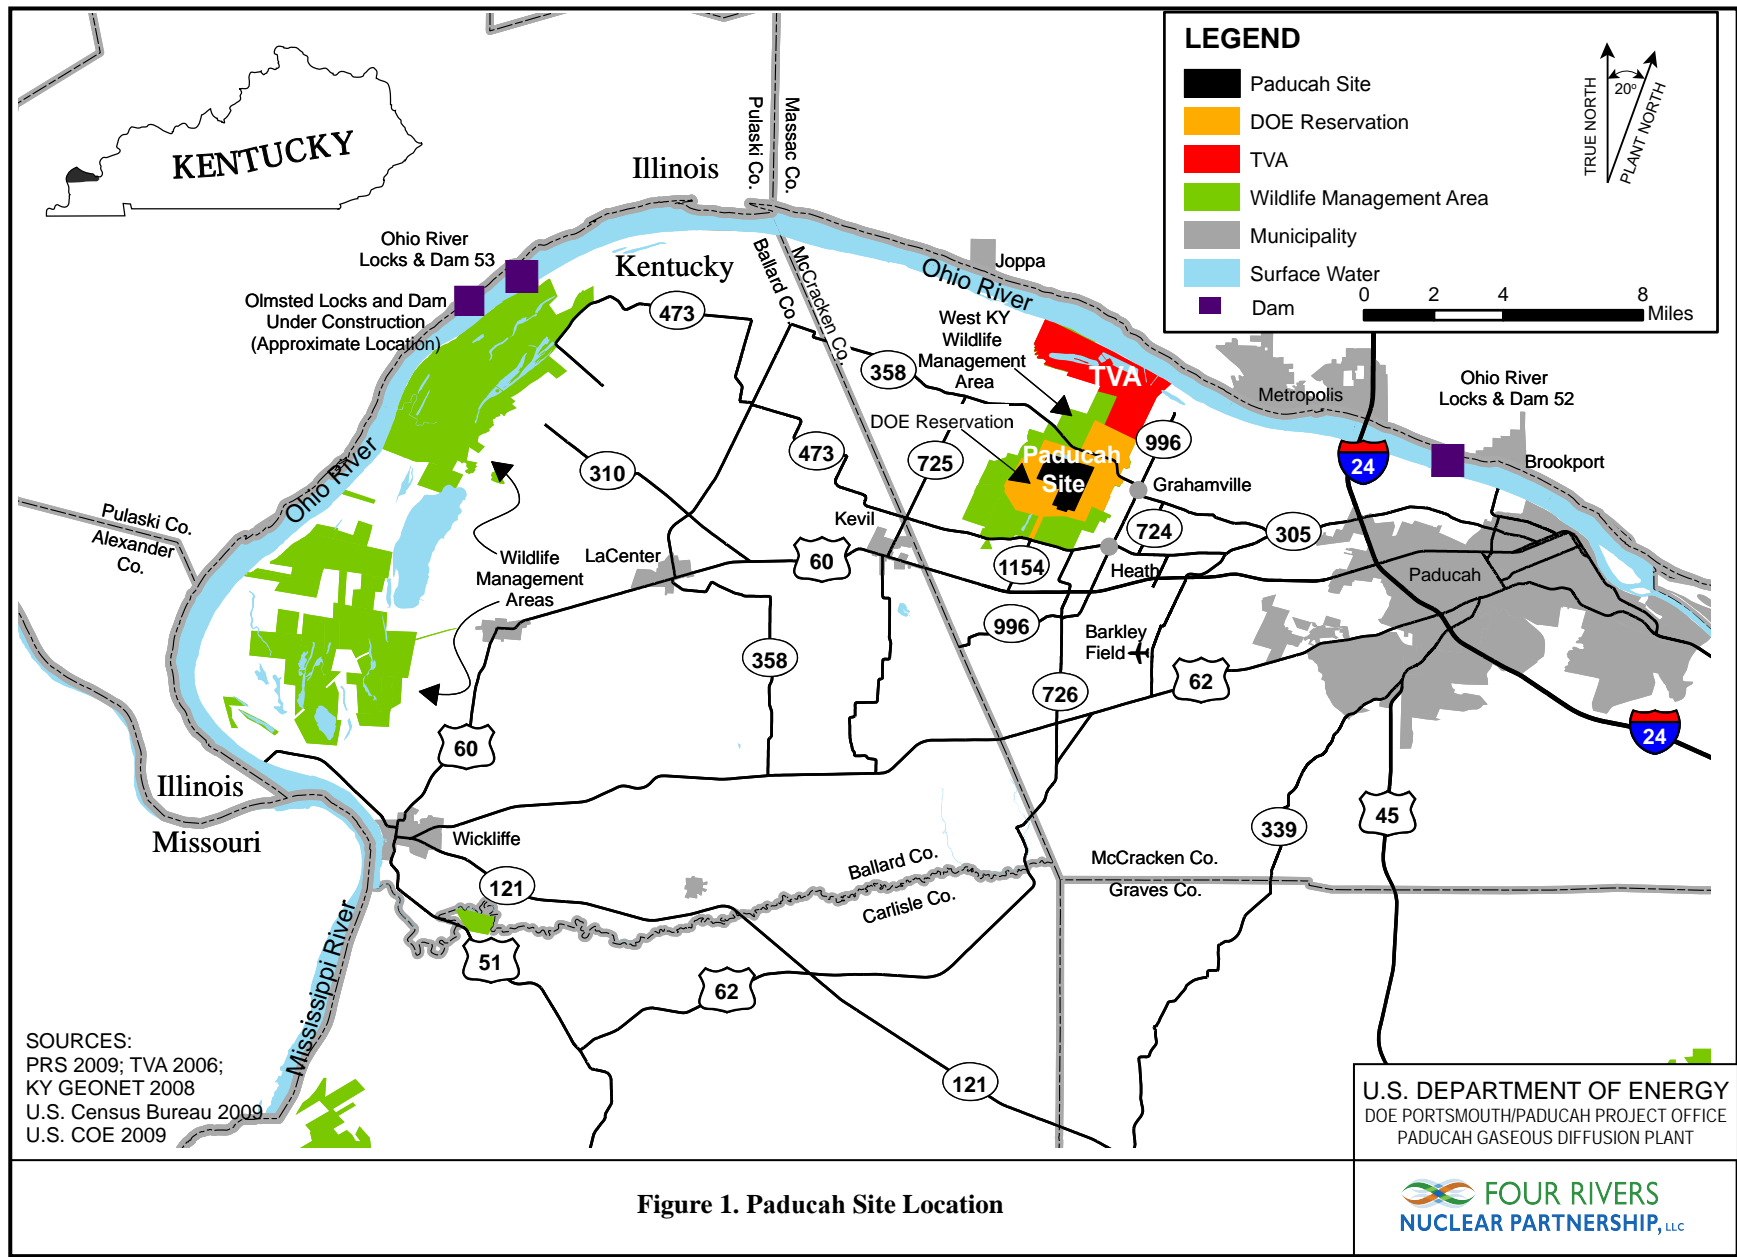 LEGEND
Paducah Site
DOE Reservation
TVA
Wildlife Management Area
Municipality
Surface Water
Dam
0 2 4 8
Miles
TRUE NORTH
20°
PLANT NORTH
KENTUCKY
Illinois
Pulaski Co.
Massac Co.
Ohio River
Locks & Dam 53
Kentucky
Ballard Co.
McCracken Co.
Ohio River
Joppa
Olmsted Locks and Dam
Under Construction
(Approximate Location)
473
West KY
Wildlife
Management
Area
358
TVA
Metropolis
Ohio River
Locks & Dam 52
DOE Reservation
996
473
725
Paducah
Site
24
Brookport
310
Ohio River
Grahamville
Kevil
724
305
Pulaski Co.
Alexander
Co.
Wildlife
Management
Areas
LaCenter
60
1154
Heath
Paducah
996
Barkley
Field
358
62
726
60
24
Illinois
Missouri
Wickliffe
339
45
Ballard Co.
Carlisle Co.
McCracken Co.
Graves Co.
121
51
62
Mississippi River
121
SOURCES:
PRS 2009; TVA 2006;
KY GEONET 2008
U.S. Census Bureau 2009
U.S. COE 2009
U.S. DEPARTMENT OF ENERGY
DOE PORTSMOUTH/PADUCAH PROJECT OFFICE
PADUCAH GASEOUS DIFFUSION PLANT
Figure 1. Paducah Site Location
FOUR RIVERS
NUCLEAR PARTNERSHIP, LLC